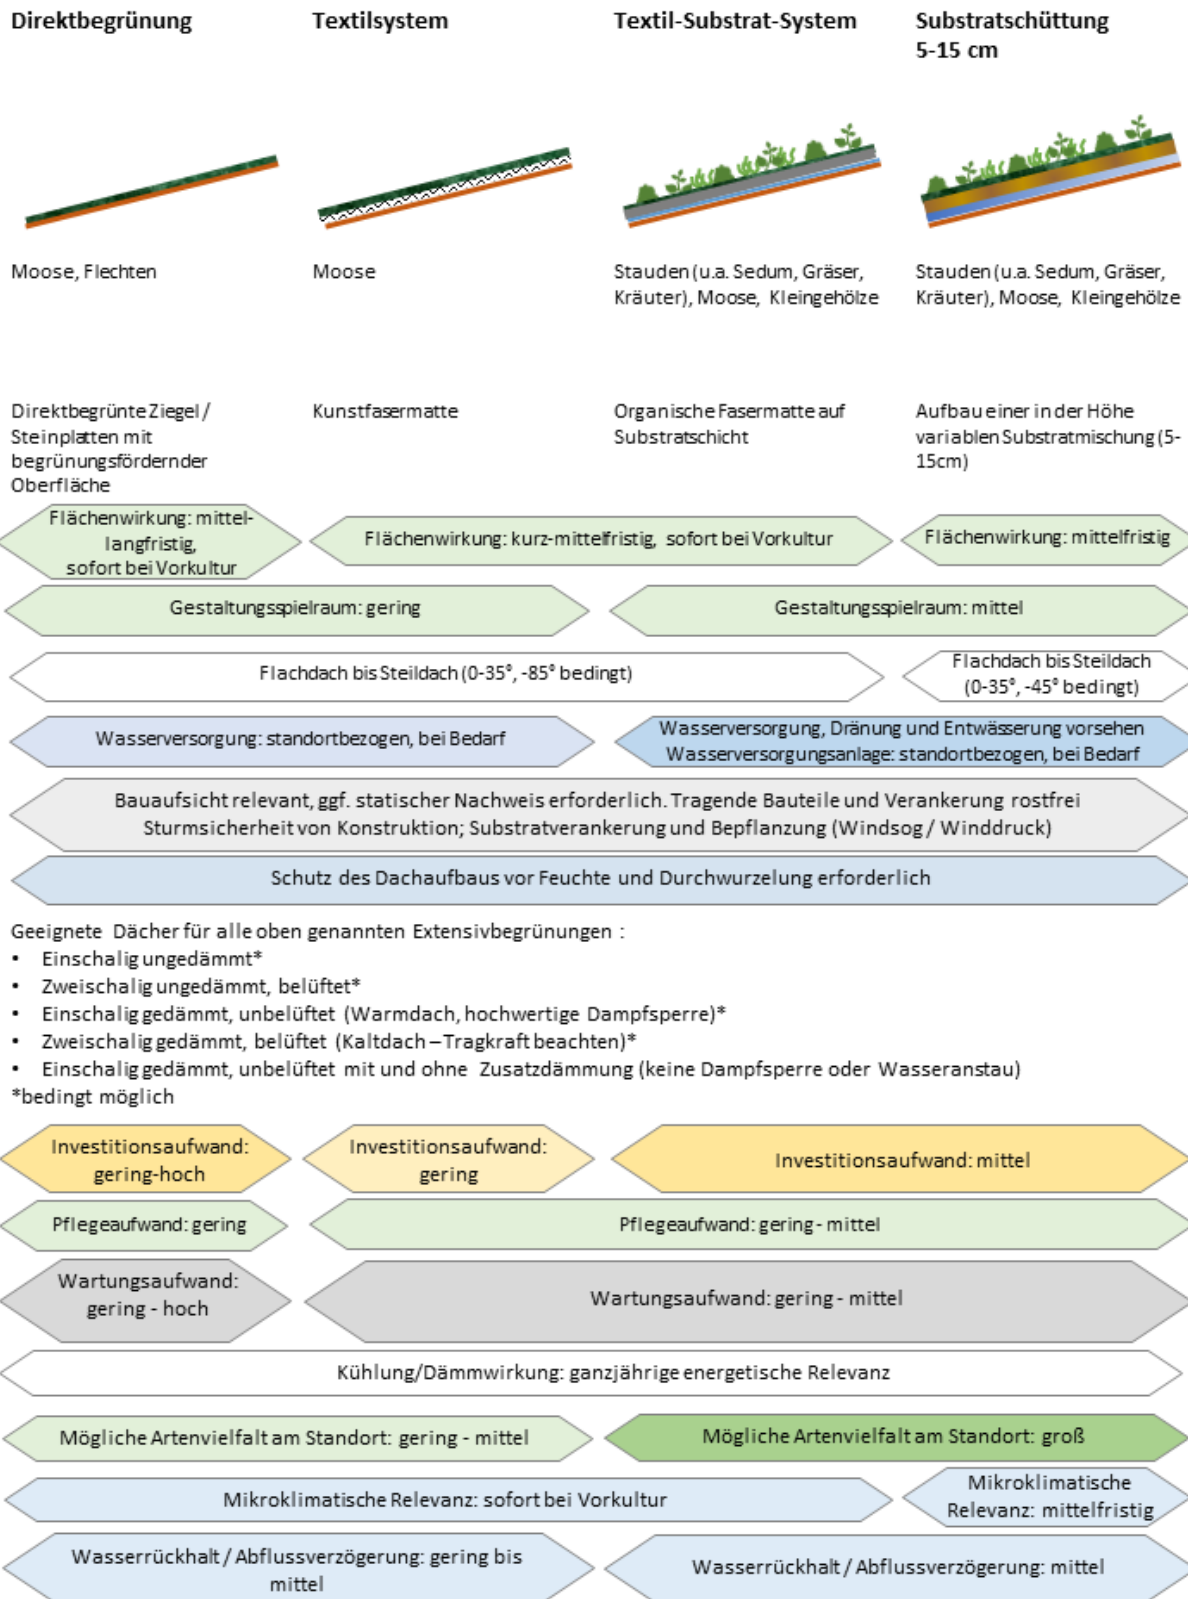 Direktbegrünung
Textilsystem
Textil-Substrat-System
Substratschüttung
5-15 cm
Moose, Flechten
Moose
Stauden (u.a. Sedum, Gräser,
Kräuter), Moose, Kleingehölze
Stauden (u.a. Sedum, Gräser,
Kräuter), Moose, Kleingehölze
Direktbegrünte Ziegel /
Steinplatten mit
begrünungsfördernder
Oberfläche
Kunstfasermatte
Organische Fasermatte auf
Substratschicht
Aufbau einer in der Höhe
variablen Substratmischung (5-
15cm)
Flächenwirkung: mittel-
langfristig,
sofort bei Vorkultur
Flächenwirkung: kurz-mittelfristig, sofort bei Vorkultur
Flächenwirkung: mittelfristig
Gestaltungsspielraum: gering
Gestaltungsspielraum: mittel
Flachdach bis Steildach (0-35°, -85° bedingt)
Flachdach bis Steildach
(0-35°, -45° bedingt)
Wasserversorgung: standortbezogen, bei Bedarf
Wasserversorgung, Dränung und Entwässerung vorsehen
Wasserversorgungsanlage: standortbezogen, bei Bedarf
Bauaufsicht relevant, ggf. statischer Nachweis erforderlich. Tragende Bauteile und Verankerung rostfrei
Sturmsicherheit von Konstruktion; Substratverankerung und Bepflanzung (Windsog / Winddruck)
Schutz des Dachaufbaus vor Feuchte und Durchwurzelung erforderlich
Geeignete Dächer für alle oben genannten Extensivbegrünungen :
• Einschalig ungedämmt*
• Zweischalig ungedämmt, belüftet*
• Einschalig gedämmt, unbelüftet (Warmdach, hochwertige Dampfsperre)*
• Zweischalig gedämmt, belüftet (Kaltdach – Tragkraft beachten)*
• Einschalig gedämmt, unbelüftet mit und ohne Zusatzdämmung (keine Dampfsperre oder Wasseranstau)
*bedingt möglich
Investitionsaufwand:
gering-hoch
Investitionsaufwand:
gering
Investitionsaufwand: mittel
Pflegeaufwand: gering
Pflegeaufwand: gering - mittel
Wartungsaufwand:
gering - hoch
Wartungsaufwand: gering - mittel
Kühlung/Dämmwirkung: ganzjährige energetische Relevanz
Mögliche Artenvielfalt am Standort: gering - mittel
Mögliche Artenvielfalt am Standort: groß
Mikroklimatische Relevanz: sofort bei Vorkultur
Mikroklimatische
Relevanz: mittelfristig
Wasserrückhalt / Abflussverzögerung: gering bis
mittel
Wasserrückhalt / Abflussverzögerung: mittel